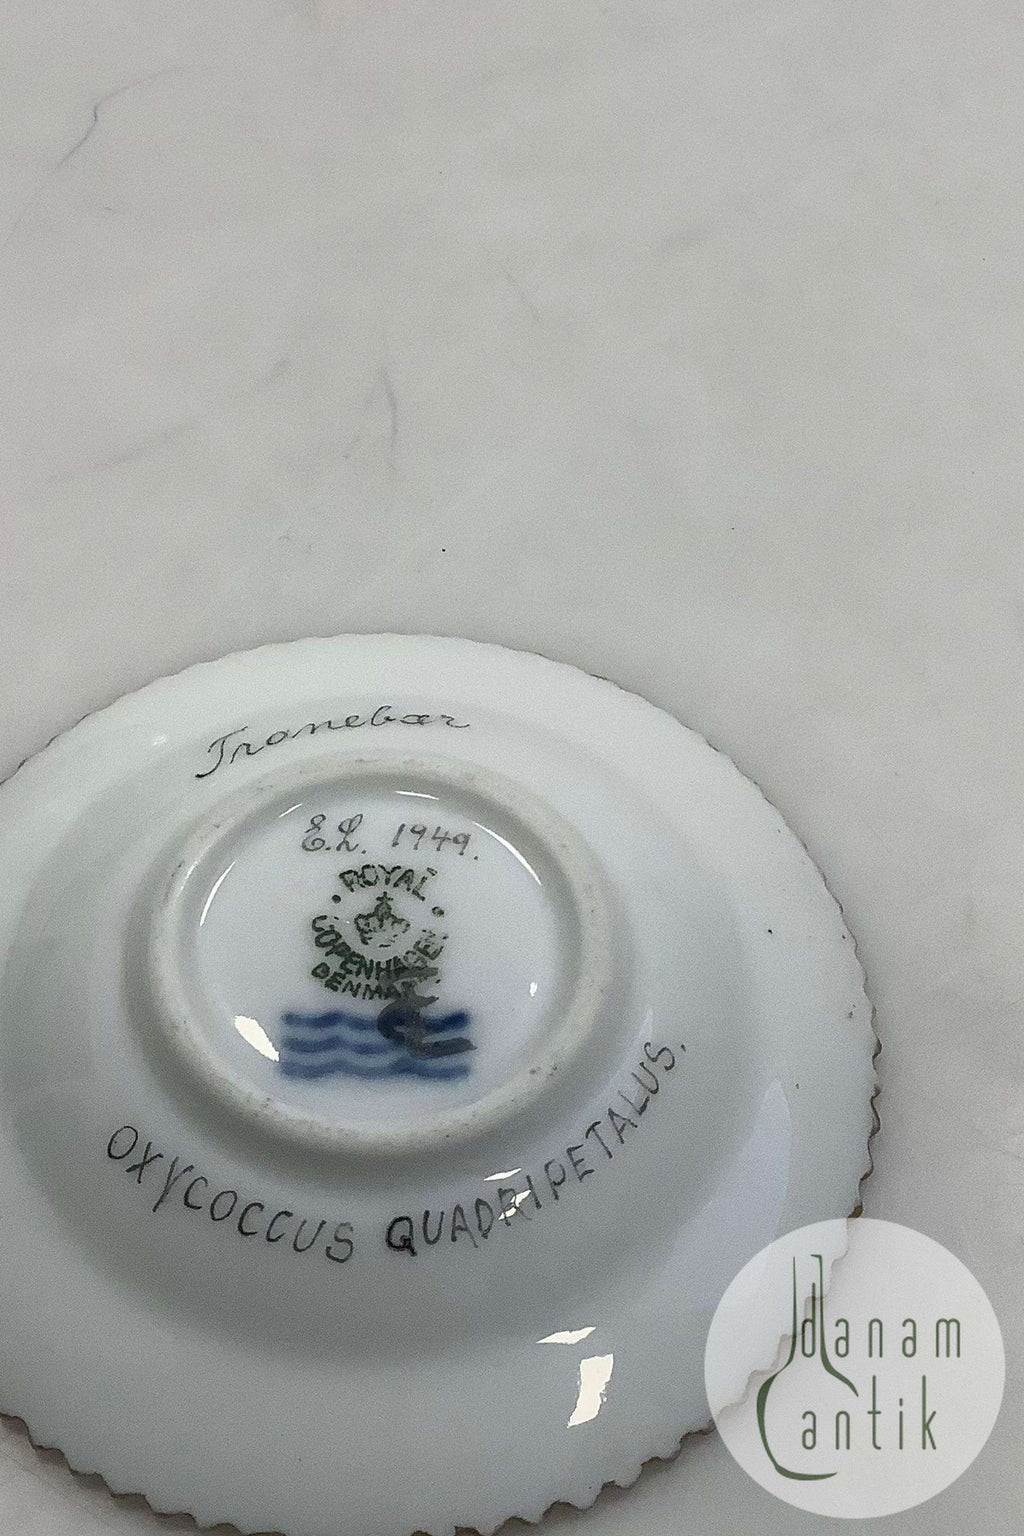 Tranebær
E.L. 1949.
ROYAL
COPENHAGEN
DENMARK
OXYCOCCUS QUADRIPETALUS.
danam
antik